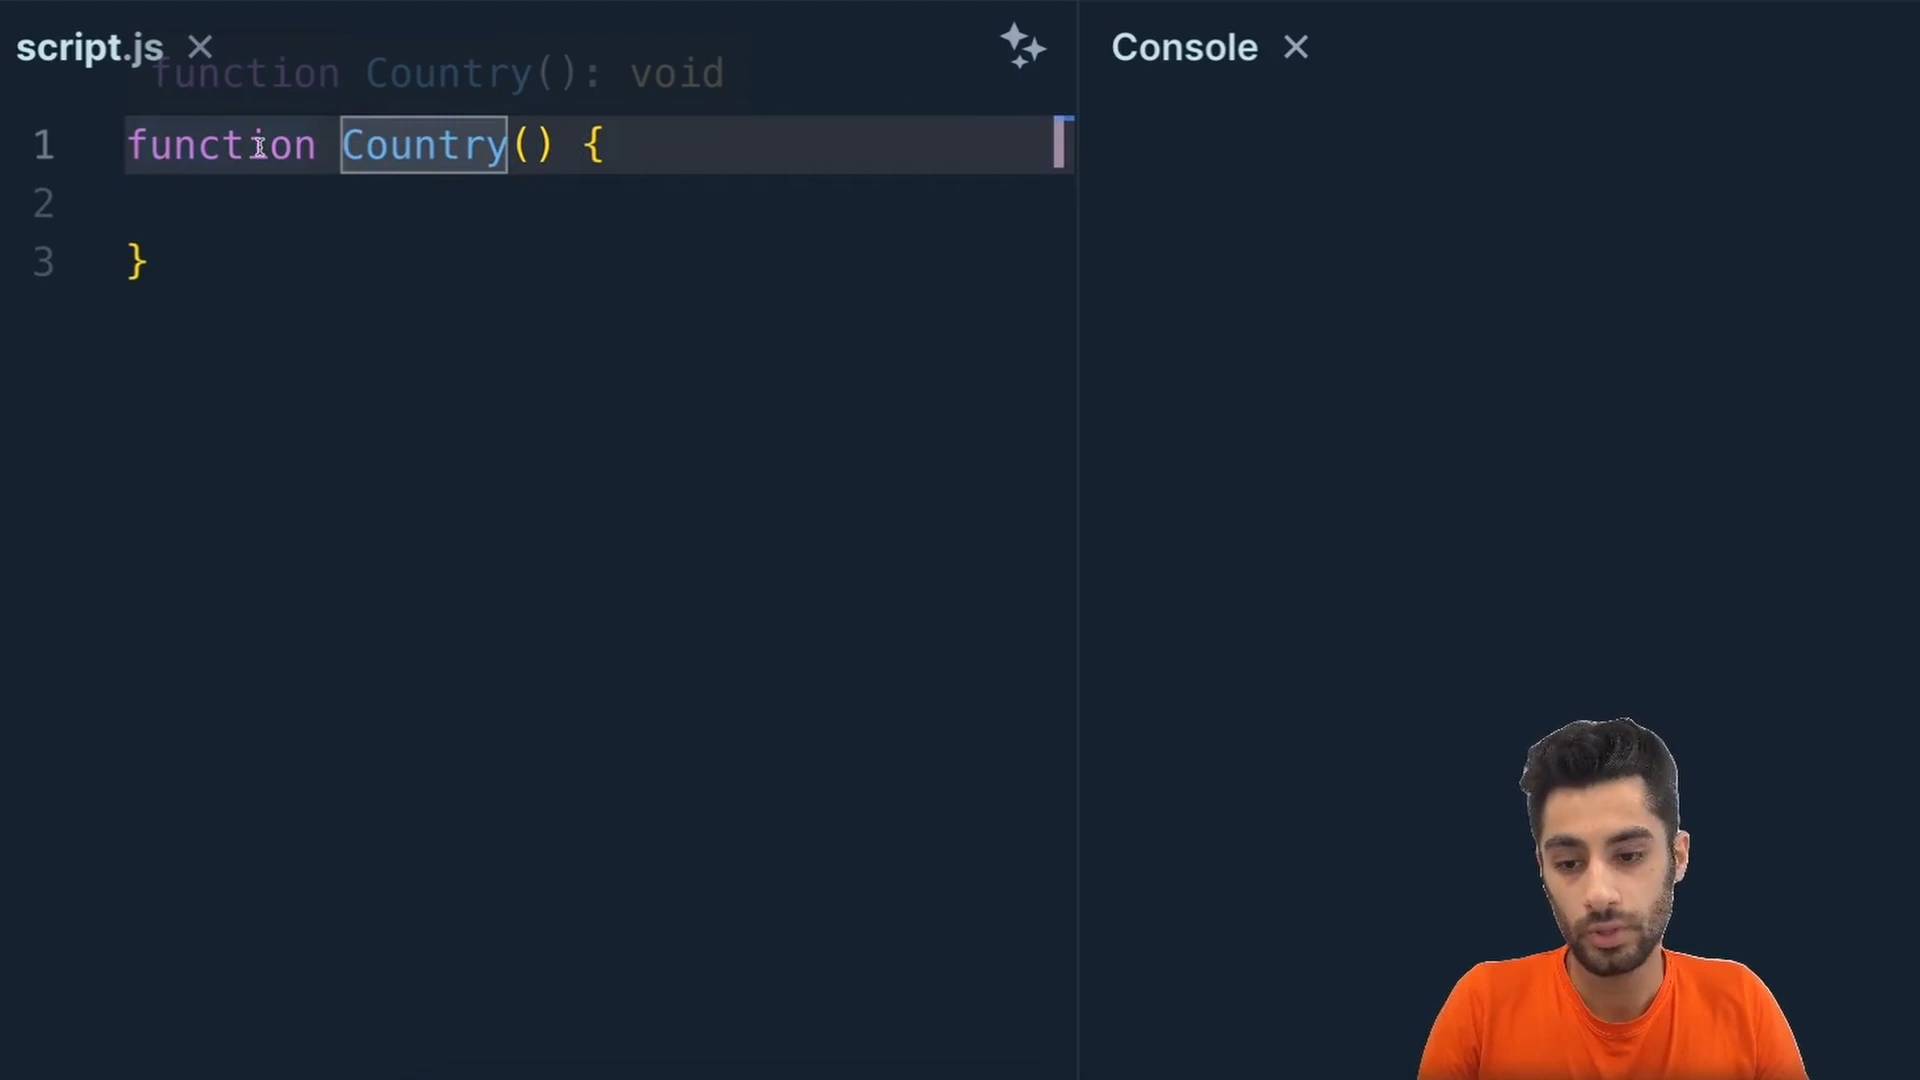 script.js
function Country(): void
Console
1 function Country() {
2
3 }